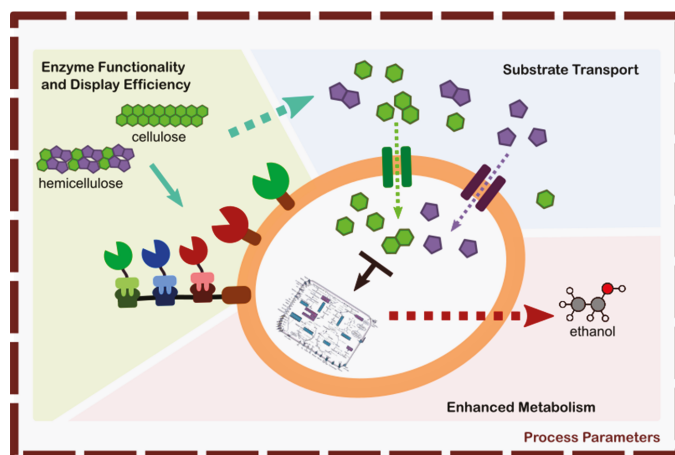 Enzyme Functionality
and Display Efficiency
Substrate Transport
cellulose
hemicellulose
ethanol
Enhanced Metabolism
Process Parameters